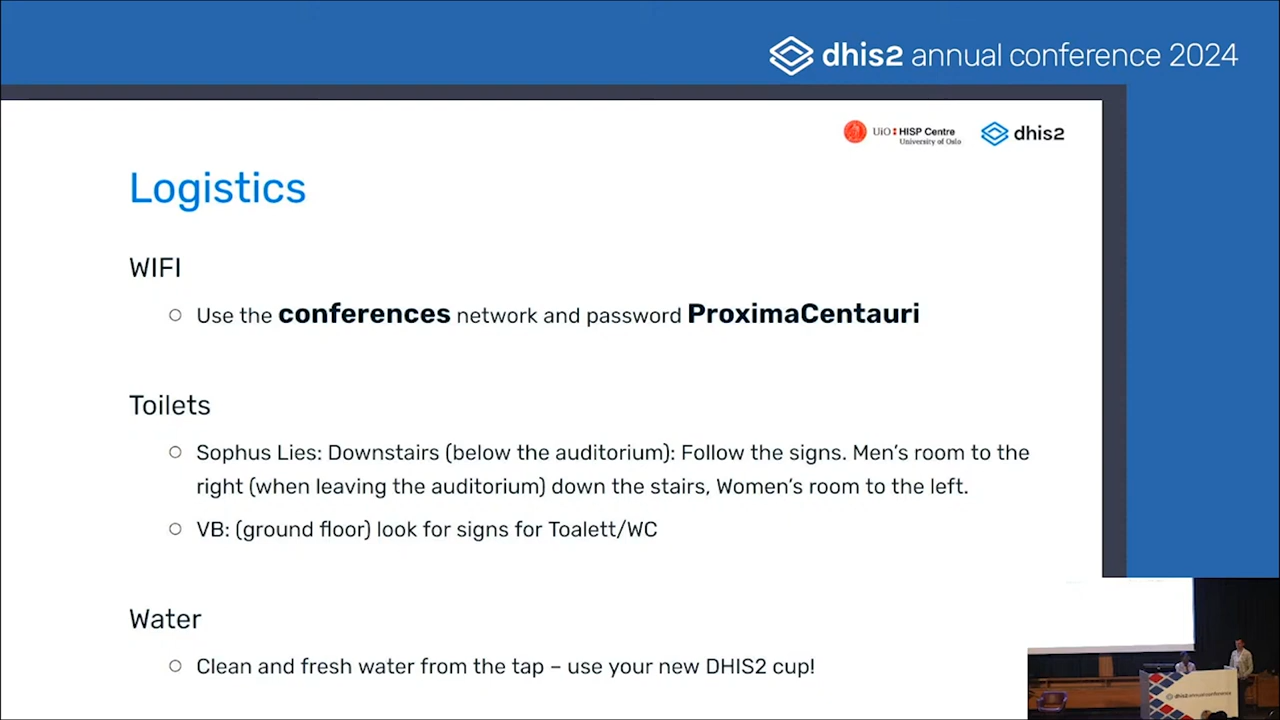 dhis2 annual conference 2024
UiO: HISP Centre
University of Oslo
dhis2
Logistics
WIFI
Use the conferences network and password ProximaCentauri
Toilets
Sophus Lies: Downstairs (below the auditorium): Follow the signs. Men's room to the
right (when leaving the auditorium) down the stairs, Women's room to the left.
VB: (ground floor) look for signs for Toalett/WC
Water
Clean and fresh water from the tap – use your new DHIS2 cup!
dhis2 annual conference